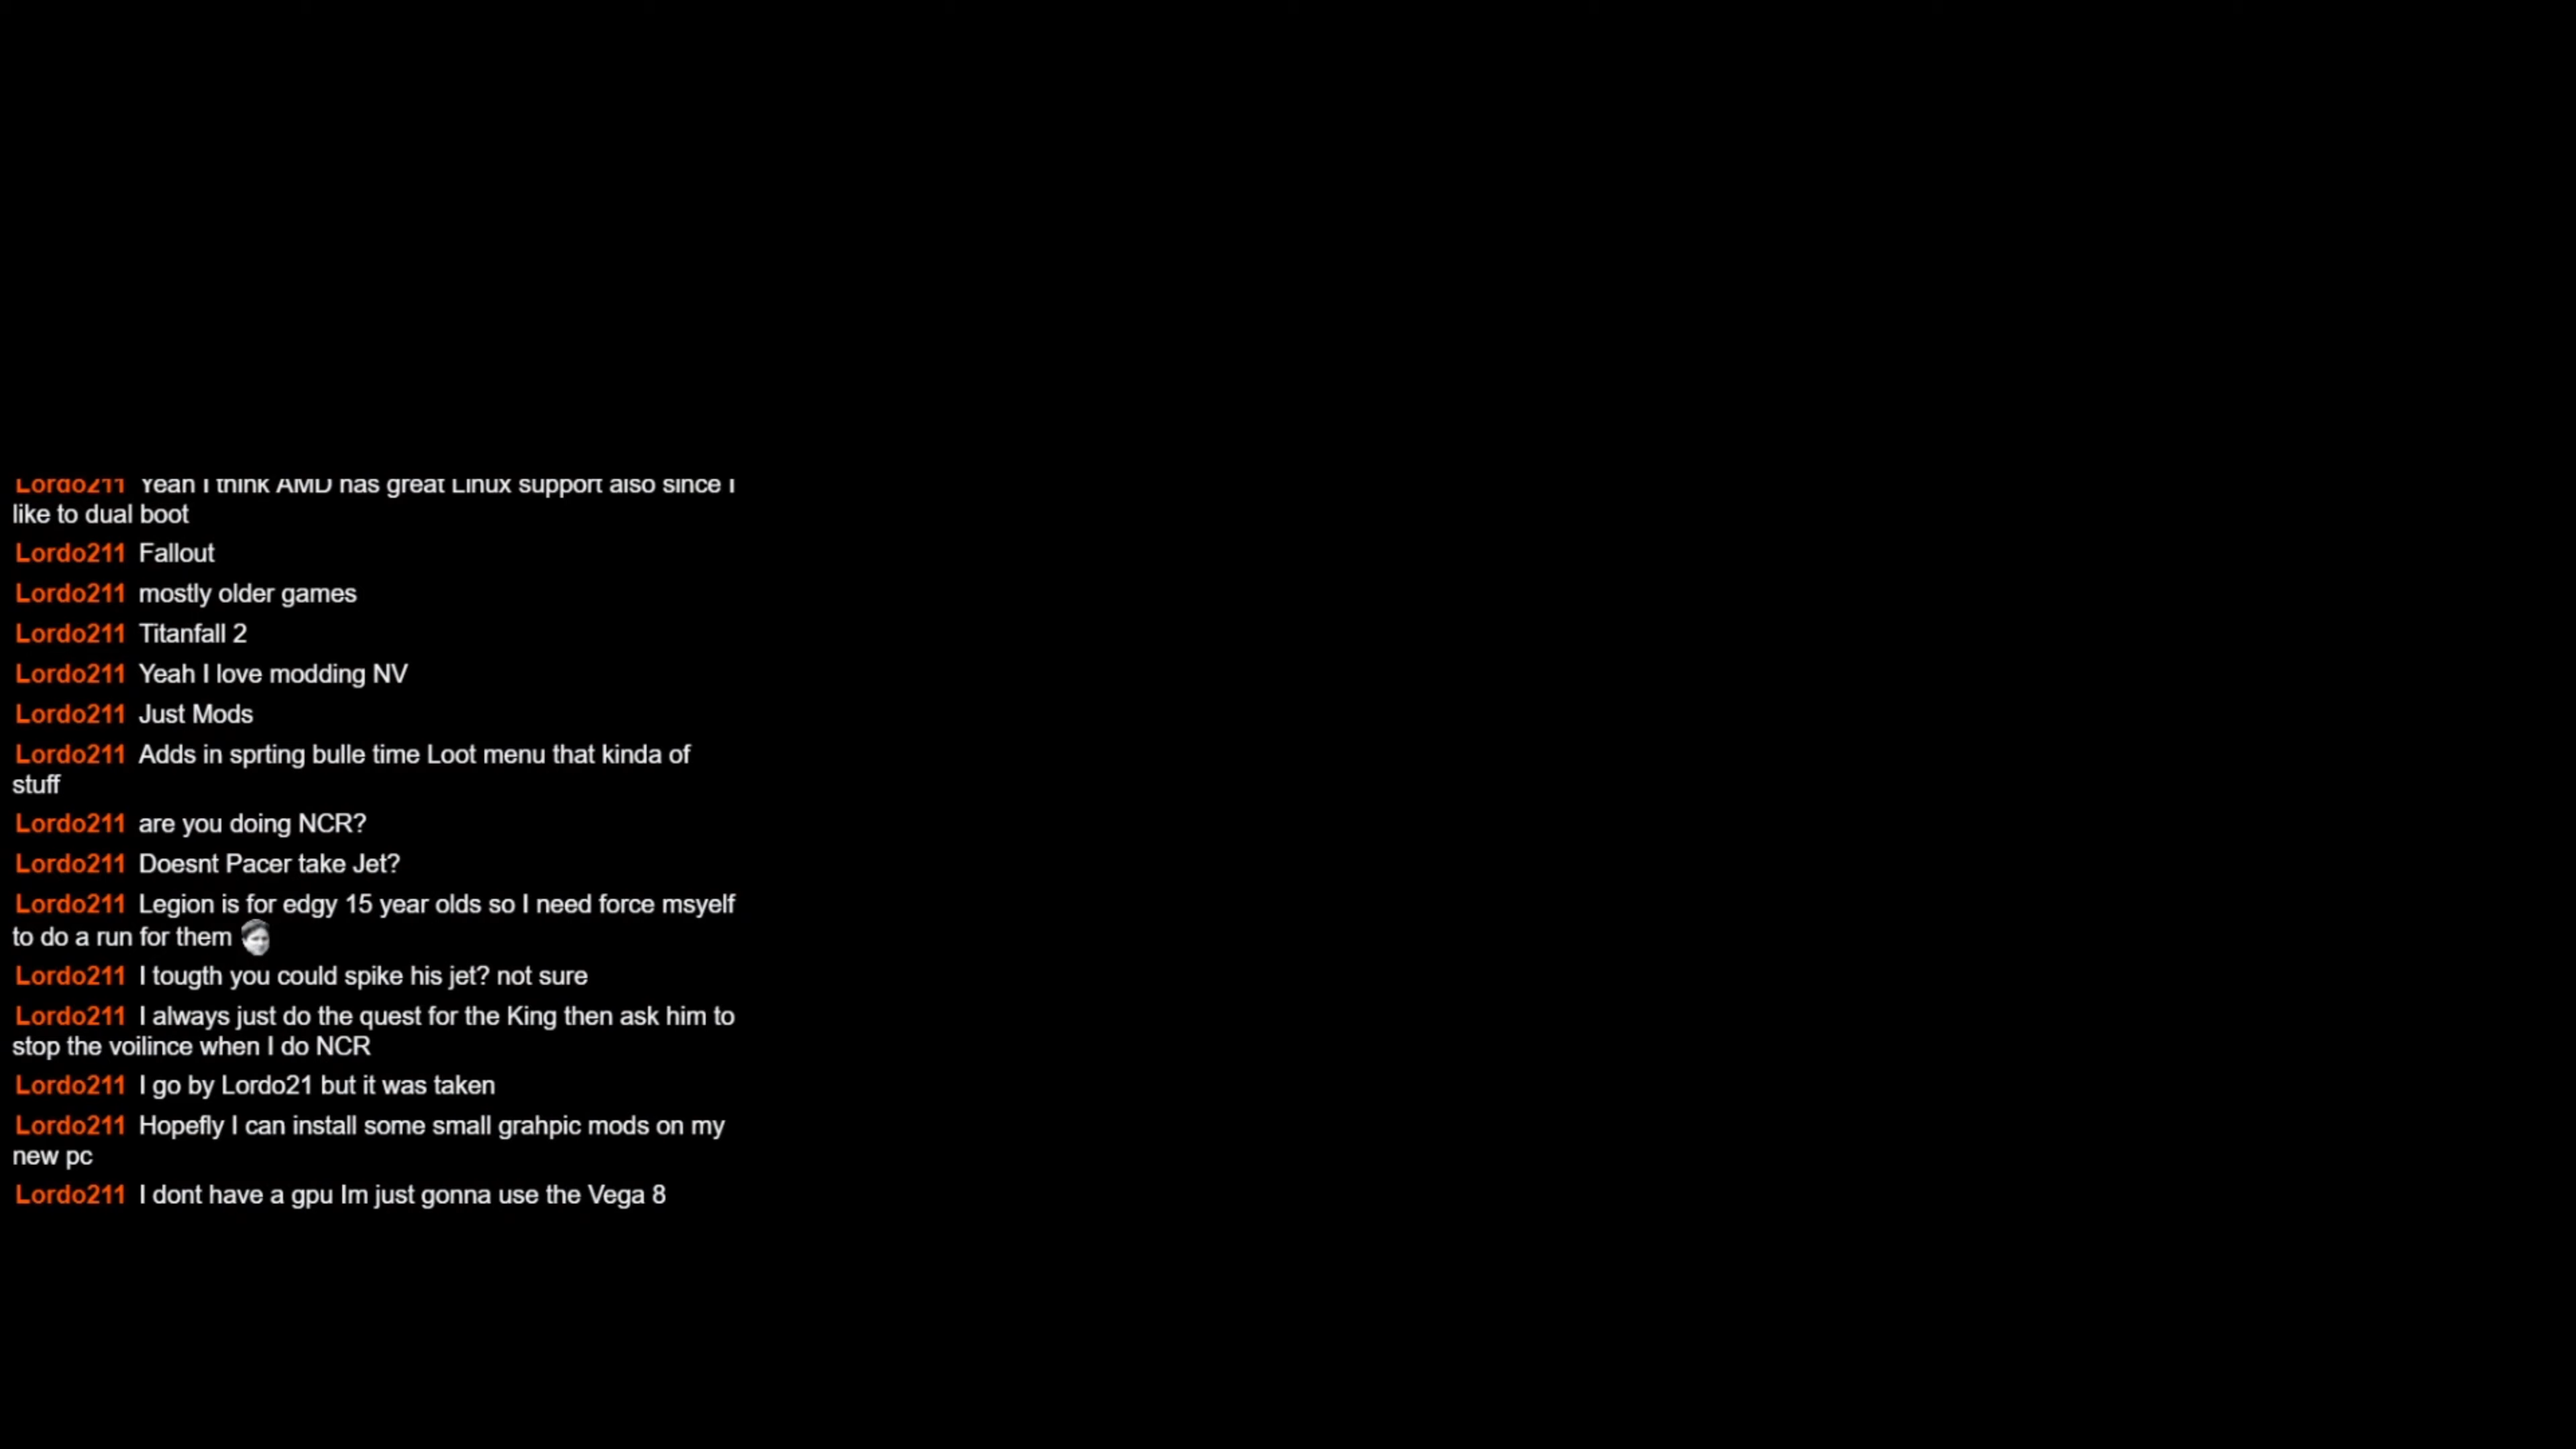 Lordo211 Yeah I think AMD has great Linux support also since I
like to dual boot
Lordo211 Fallout
Lordo211 mostly older games
Lordo211 Titanfall 2
Lordo211 Yeah I love modding NV
Lordo211 Just Mods
Lordo211 Adds in sprting bulle time Loot menu that kinda of
stuff
Lordo211 are you doing NCR?
Lordo211 Doesnt Pacer take Jet?
Lordo211 Legion is for edgy 15 year olds so I need force msyelf
to do a run for them
Lordo211 I tougth you could spike his jet? not sure
Lordo211 I always just do the quest for the King then ask him to
stop the voilince when I do NCR
Lordo211 I go by Lordo21 but it was taken
Lordo211 Hopefly I can install some small grahpic mods on my
new pc
Lordo211 I dont have a gpu Im just gonna use the Vega 8